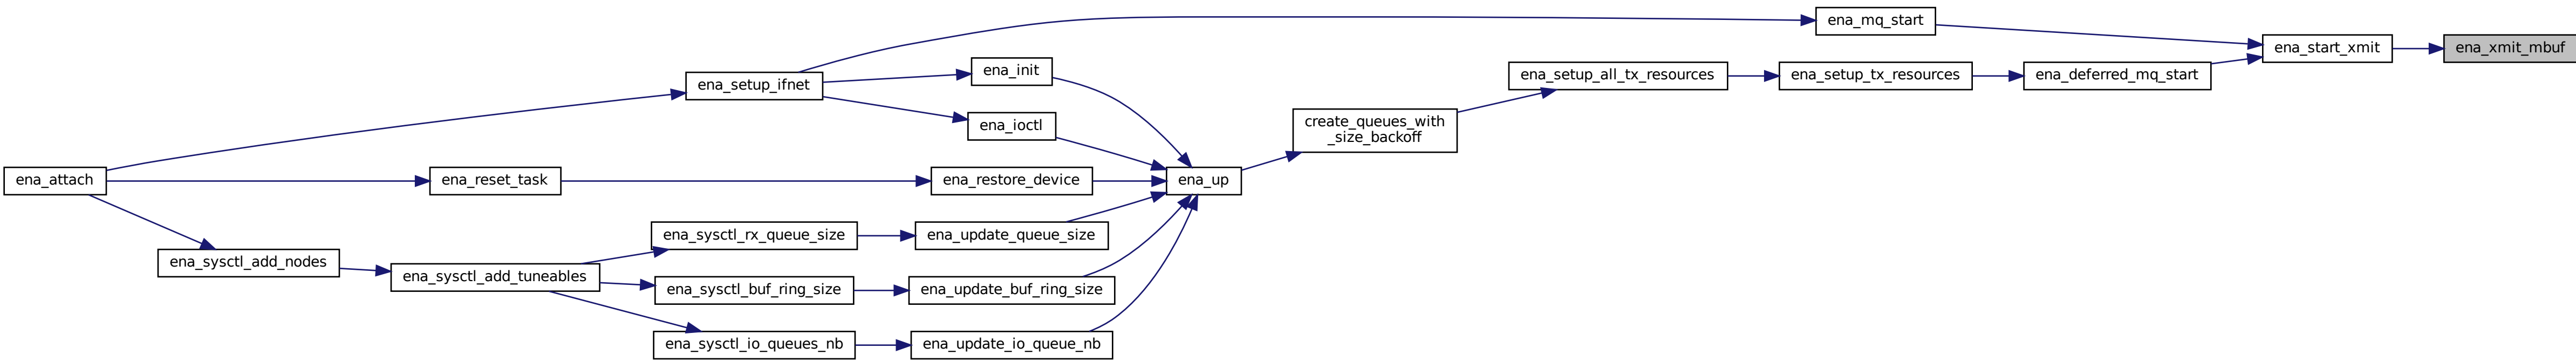 ena_mq_start
ena_start_xmit
ena_xmit_mbuf
ena_setup_ifnet
ena_init
ena_setup_all_tx_resources
ena_setup_tx_resources
ena_deferred_mq_start
ena_ioctl
create_queues_with
_size_backoff
ena_attach
ena_reset_task
ena_restore_device
ena_up
ena_sysctl_rx_queue_size
ena_update_queue_size
ena_sysctl_add_nodes
ena_sysctl_add_tuneables
ena_sysctl_buf_ring_size
ena_update_buf_ring_size
ena_sysctl_io_queues_nb
ena_update_io_queue_nb